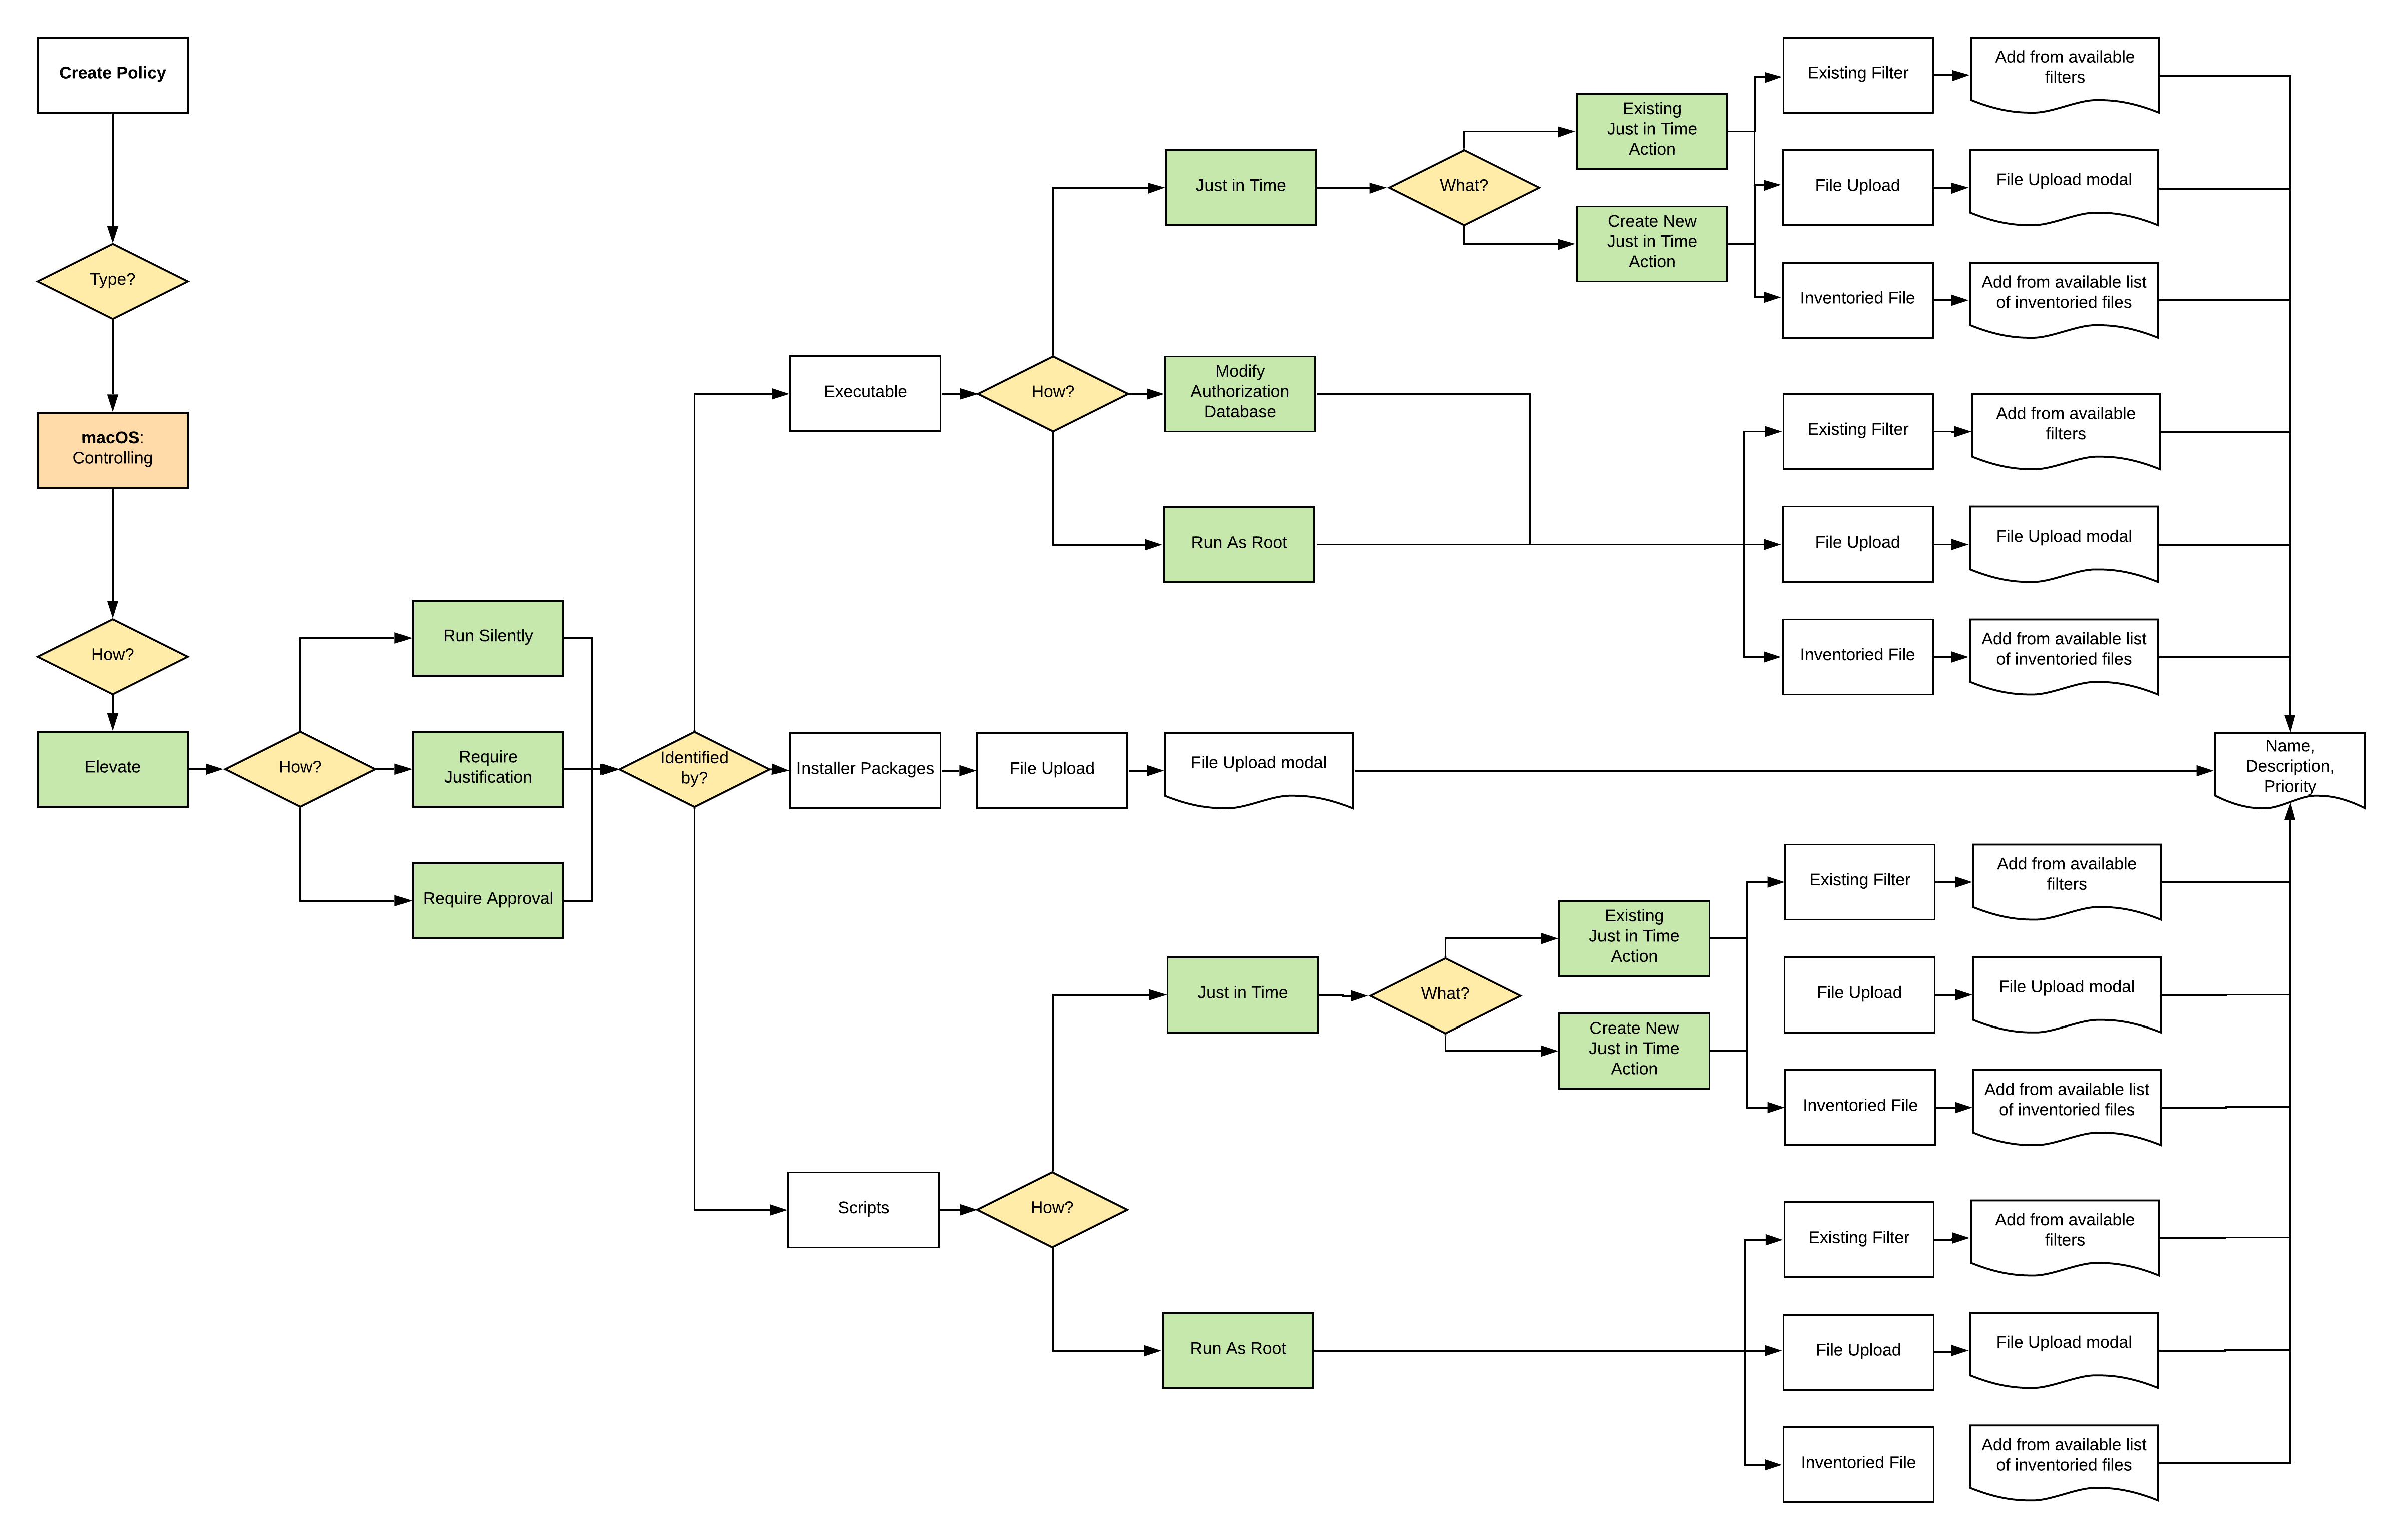 Create Policy
Type?
macOS:
Controlling
How?
Elevate
How?
Run Silently
Require
Justification
Require Approval
Identified
by?
Executable
How?
Just in Time
What?
Existing
Just in Time
Action
Create New
Just in Time
Action
Existing Filter
Add from available
filters
File Upload
File Upload modal
Inventoried File
Add from available list
of inventoried files
Modify
Authorization
Database
Run As Root
Existing Filter
Add from available
filters
File Upload
File Upload modal
Inventoried File
Add from available list
of inventoried files
Installer Packages
File Upload
File Upload modal
Name,
Description,
Priority
Scripts
How?
Just in Time
What?
Existing
Just in Time
Action
Create New
Just in Time
Action
Existing Filter
Add from available
filters
File Upload
File Upload modal
Inventoried File
Add from available list
of inventoried files
Run As Root
Existing Filter
Add from available
filters
File Upload
File Upload modal
Inventoried File
Add from available list
of inventoried files